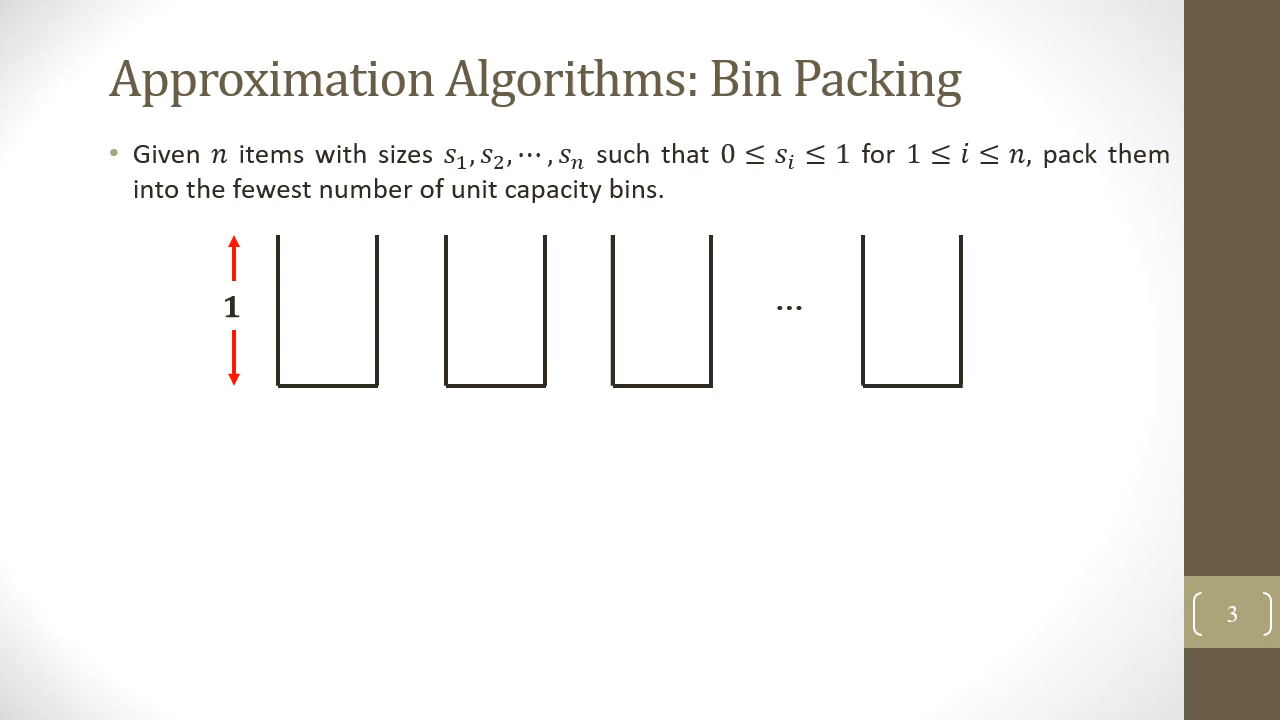 Approximation Algorithms: Bin Packing
• Given n items with sizes s₁, s₂, ⋯ , sₙ such that 0 ≤ sᵢ ≤ 1 for 1 ≤ i ≤ n, pack them
into the fewest number of unit capacity bins.
1
⋯
3